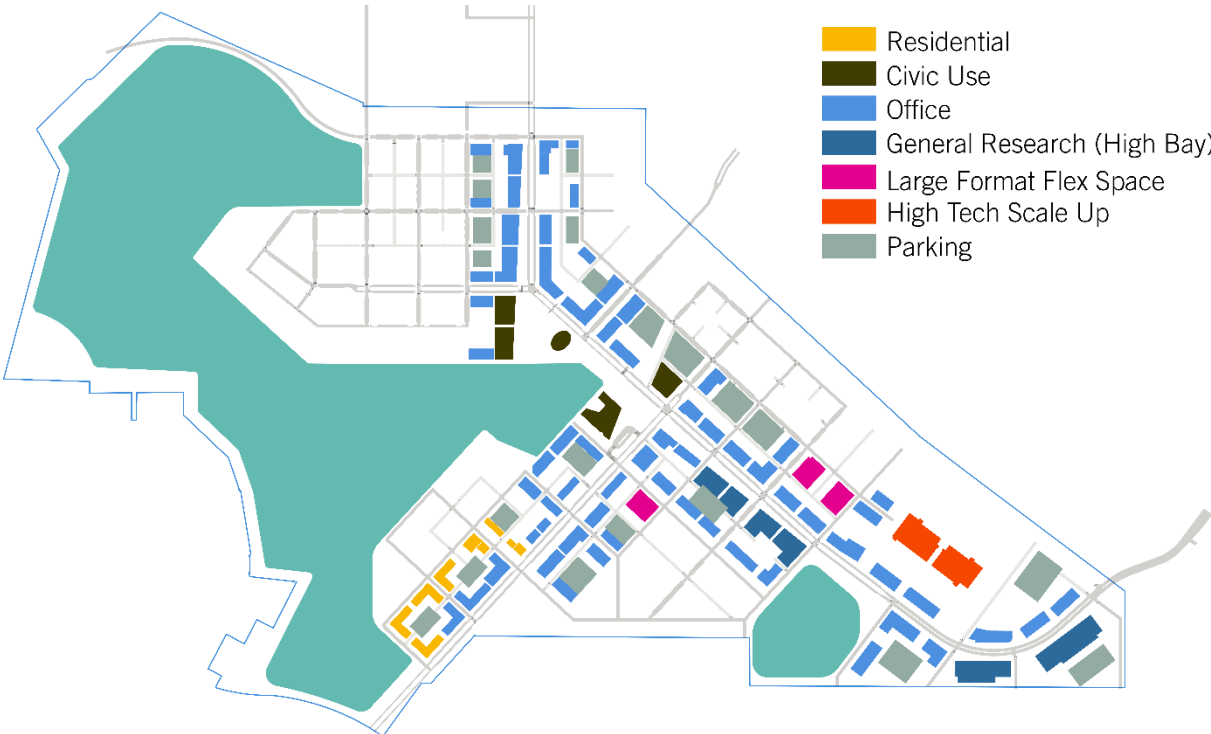 Residential
Civic Use
Office
General Research (High Bay)
Large Format Flex Space
High Tech Scale Up
Parking